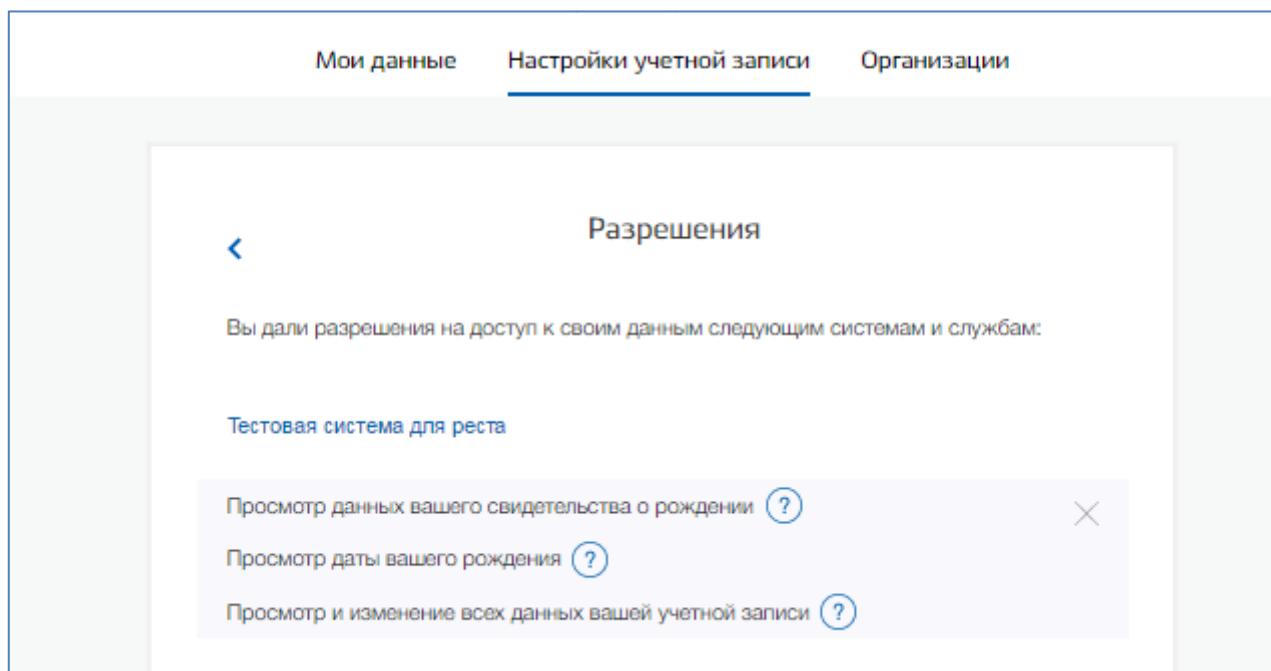 Мои данные Настройки учетной записи Организации
Разрешения
Вы дали разрешения на доступ к своим данным следующим системам и службам:
Тестовая система для реста
Просмотр данных вашего свидетельства о рождении ?
Просмотр даты вашего рождения ?
Просмотр и изменение всех данных вашей учетной записи ?